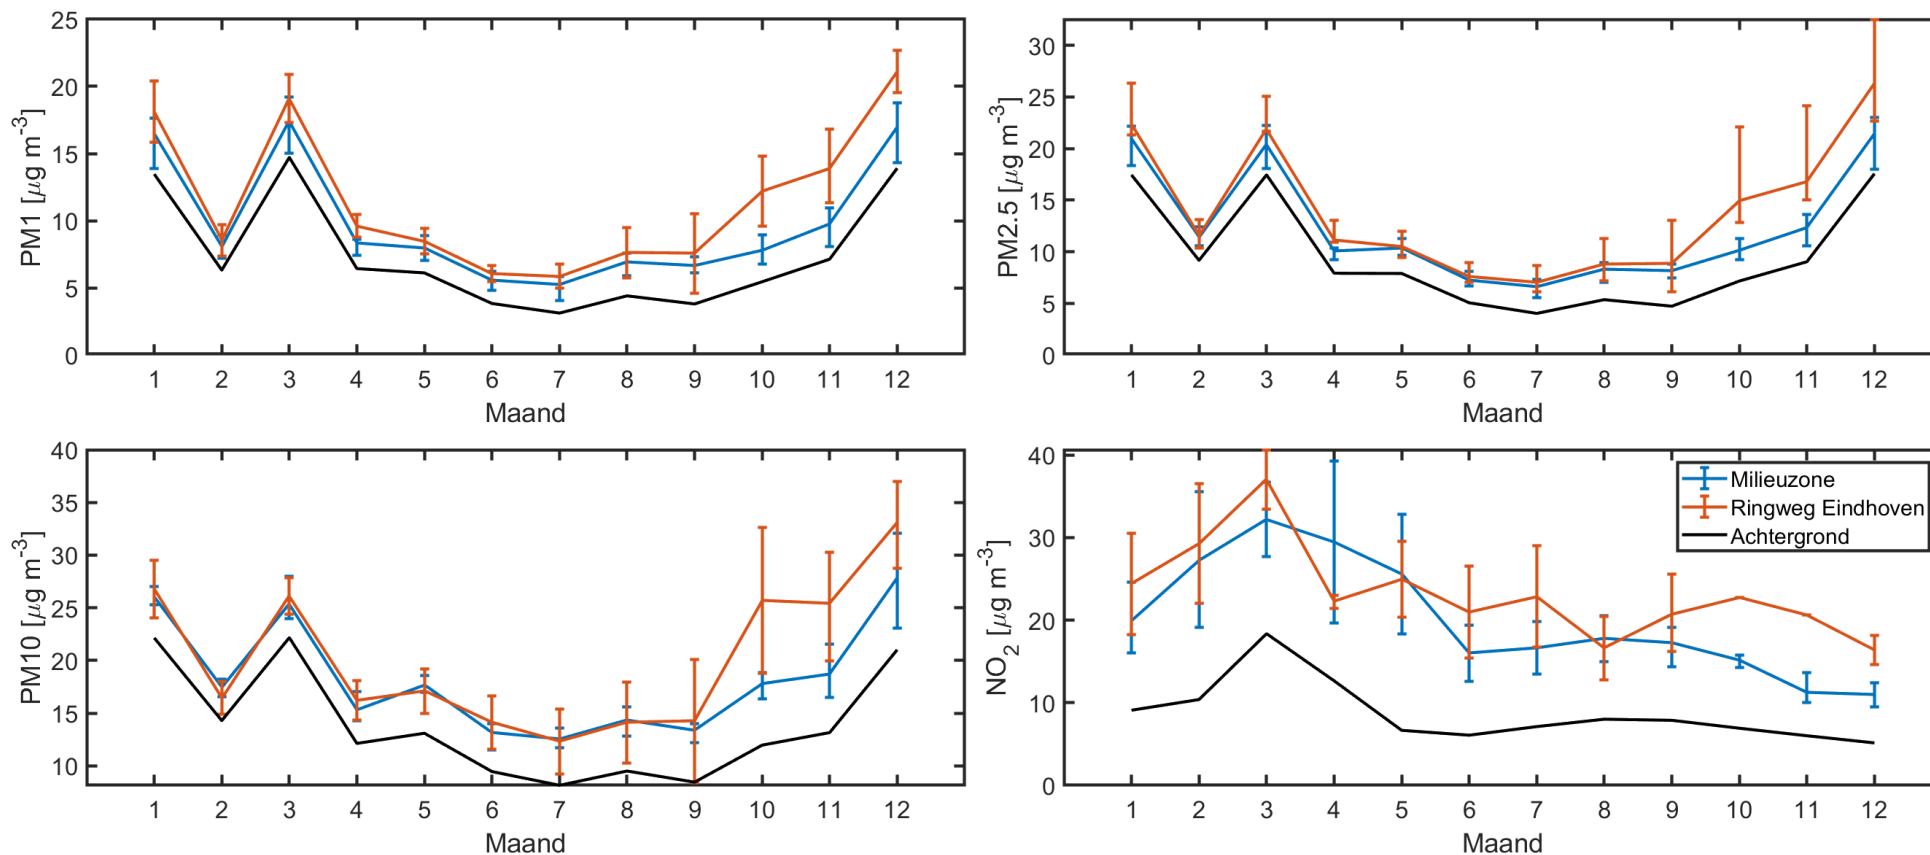 25
20
15
10
5
0
PM1 [μg m-3]
1 2 3 4 5 6 7 8 9 10 11 12
Maand
30
25
20
15
10
5
0
PM2.5 [μg m-3]
1 2 3 4 5 6 7 8 9 10 11 12
Maand
40
35
30
25
20
15
10
PM10 [μg m-3]
1 2 3 4 5 6 7 8 9 10 11 12
Maand
40
30
20
10
0
NO2 [μg m-3]
Milieuzone
Ringweg Eindhoven
Achtergrond
1 2 3 4 5 6 7 8 9 10 11 12
Maand